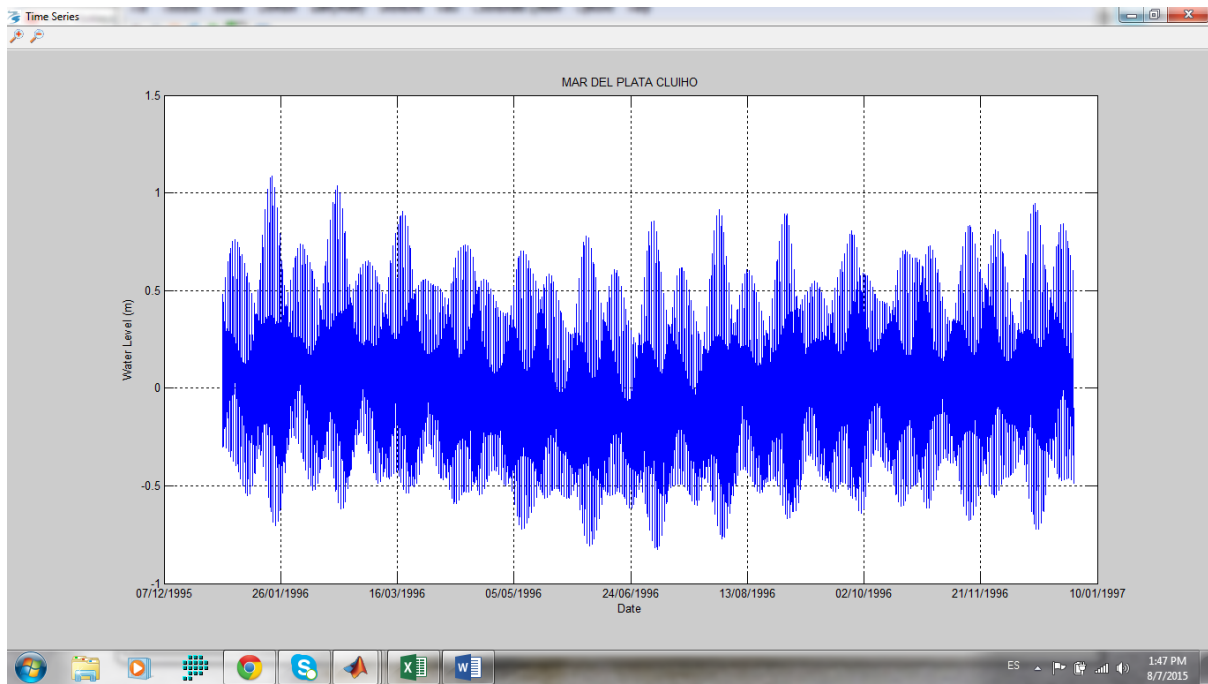 Time Series
MAR DEL PLATA CLUIHO
1.5
1
0.5
0
-0.5
-1
Water Level (m)
07/12/1995 26/01/1996 16/03/1996 05/05/1996 24/06/1996 13/08/1996 02/10/1996 21/11/1996 10/01/1997
Date
ES
1:47 PM
8/7/2015